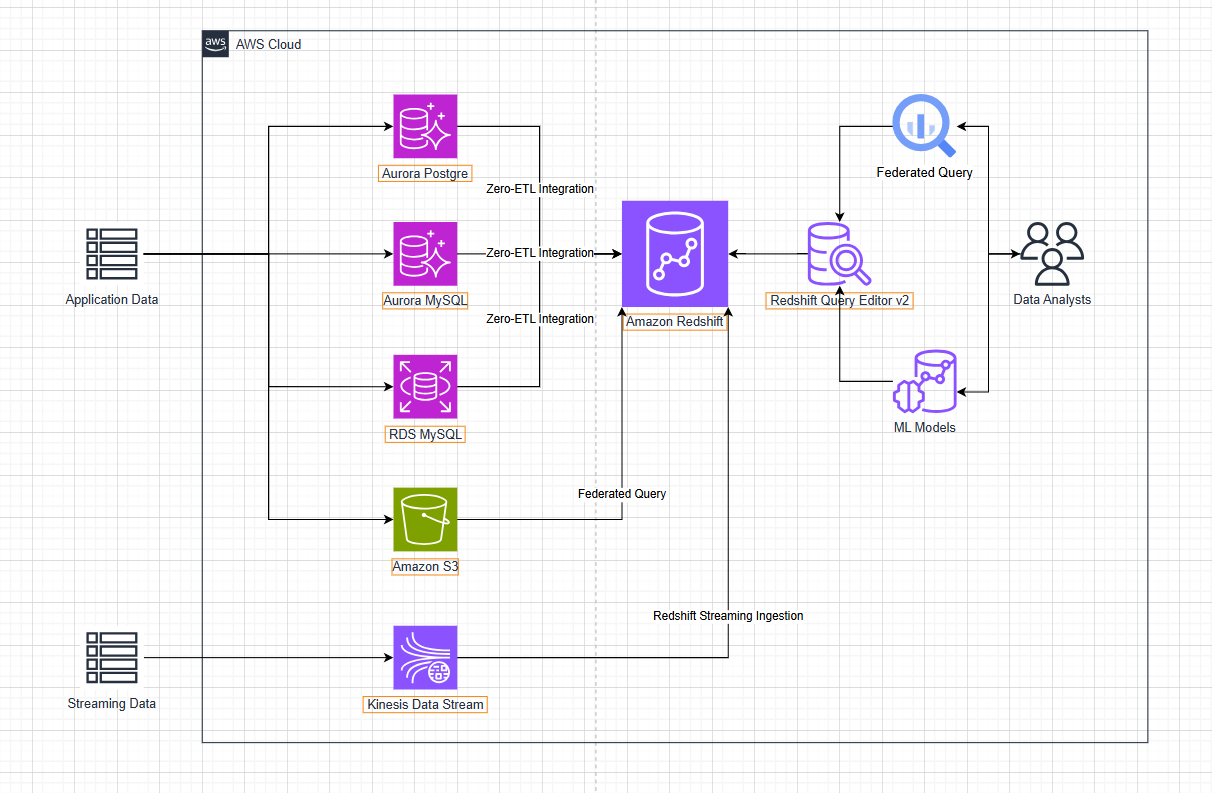 aws
AWS Cloud
Aurora Postgre
Federated Query
Zero-ETL Integration
Zero-ETL Integration
Application Data
Aurora MySQL
Redshift Query Editor v2
Data Analysts
Zero-ETL Integration
Amazon Redshift
RDS MySQL
ML Models
Federated Query
Amazon S3
Redshift Streaming Ingestion
Streaming Data
Kinesis Data Stream